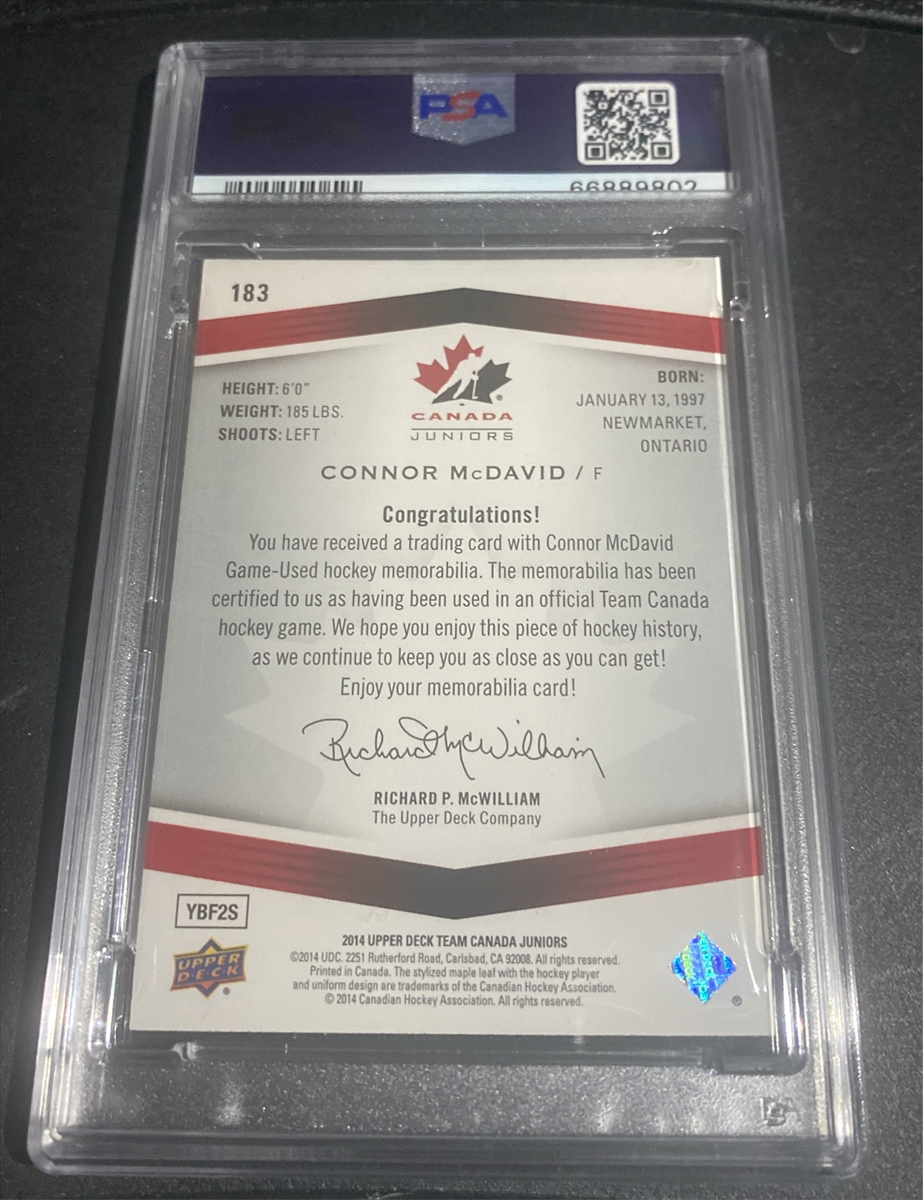 PSA
66889802
183
HEIGHT: 6'0"
WEIGHT: 185 LBS.
SHOOTS: LEFT
CANADA
JUNIORS
BORN:
JANUARY 13, 1997
NEWMARKET,
ONTARIO
CONNOR McDAVID / F
Congratulations!
You have received a trading card with Connor McDavid
Game-Used hockey memorabilia. The memorabilia has been
certified to us as having been used in an official Team Canada
hockey game. We hope you enjoy this piece of hockey history,
as we continue to keep you as close as you can get!
Enjoy your memorabilia card!
Richard McWilliam
RICHARD P. McWILLIAM
The Upper Deck Company
YBF2S
UPPER
DECK
®
2014 UPPER DECK TEAM CANADA JUNIORS
©2014 UDC. 2251 Rutherford Road, Carlsbad, CA 92008. All rights reserved.
Printed in Canada. The stylized maple leaf with the hockey player
and uniform design are trademarks of the Canadian Hockey Association.
© 2014 Canadian Hockey Association. All rights reserved.
®